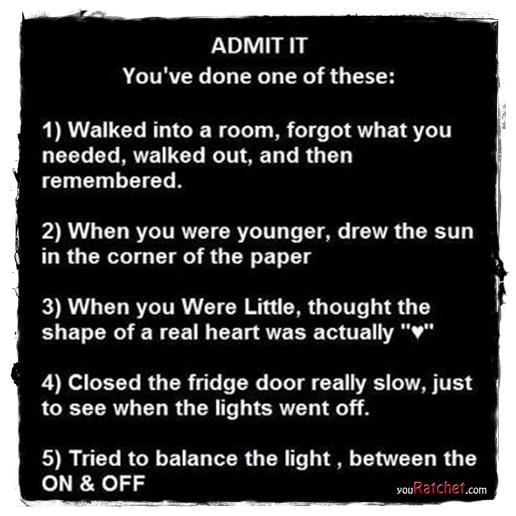 ADMIT IT
You've done one of these:
1) Walked into a room, forgot what you
needed, walked out, and then
remembered.
2) When you were younger, drew the sun
in the corner of the paper
3) When you Were Little, thought the
shape of a real heart was actually "♥"
4) Closed the fridge door really slow, just
to see when the lights went off.
5) Tried to balance the light , between the
ON & OFF
youRatchet.com